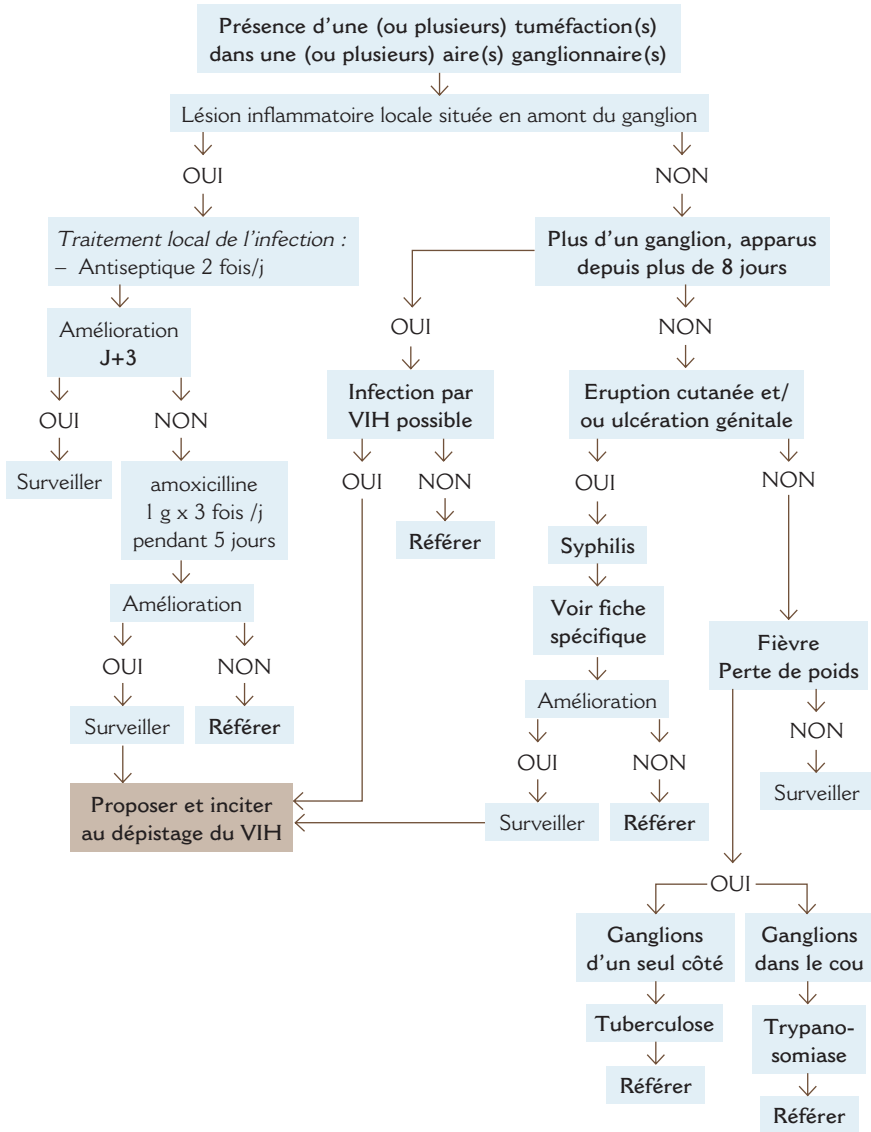 Présence d'une (ou plusieurs) tuméfaction(s)
dans une (ou plusieurs) aire(s) ganglionnaire(s)
Lésion inflammatoire locale située en amont du ganglion
OUI
NON
Traitement local de l'infection :
– Antiseptique 2 fois/j
Plus d'un ganglion, apparus
depuis plus de 8 jours
Amélioration
J+3
OUI
NON
OUI
NON
Surveiller
amoxicilline
1 g x 3 fois /j
pendant 5 jours
Infection par
VIH possible
OUI
NON
Référer
Eruption cutanée et/
ou ulcération génitale
OUI
NON
Syphilis
Voir fiche
spécifique
Amélioration
OUI
NON
Surveiller
Référer
Amélioration
OUI
NON
Surveiller
Référer
Proposer et inciter
au dépistage du VIH
Fièvre
Perte de poids
NON
Surveiller
OUI
Ganglions
d'un seul côté
Ganglions
dans le cou
Tuberculose
Trypano-
somiase
Référer
Référer